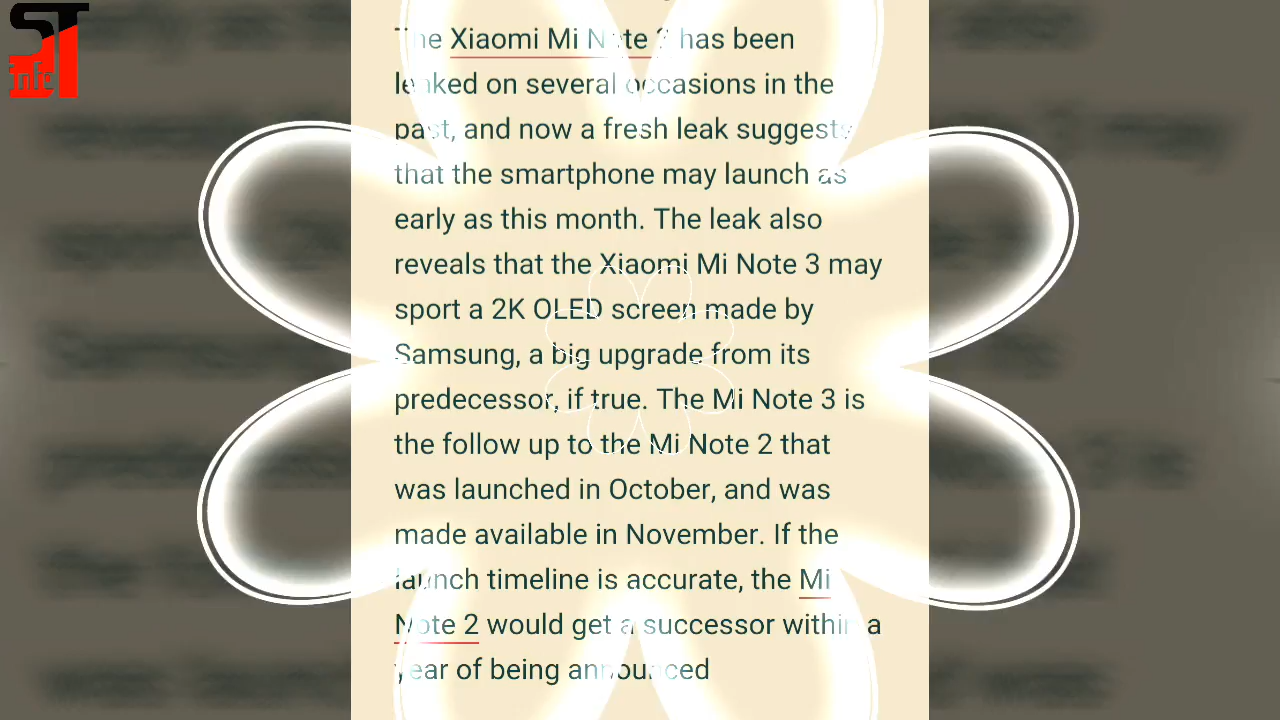 ST
Info
The Xiaomi Mi Note 3 has been
leaked on several occasions in the
past, and now a fresh leak suggests
that the smartphone may launch as
early as this month. The leak also
reveals that the Xiaomi Mi Note 3 may
sport a 2K OLED screen made by
Samsung, a big upgrade from its
predecessor, if true. The Mi Note 3 is
the follow up to the Mi Note 2 that
was launched in October, and was
made available in November. If the
launch timeline is accurate, the Mi
Note 2 would get a successor within a
year of being announced